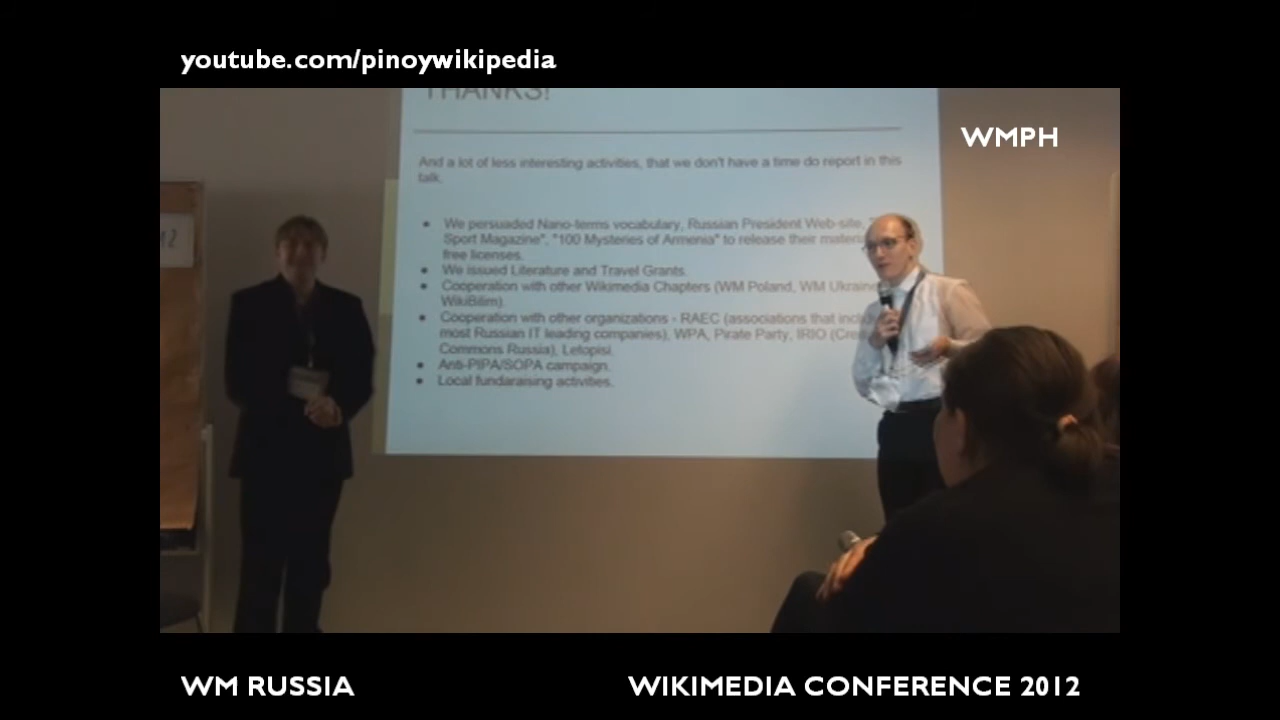 youtube.com/pinoywikipedia
THANKS!
WMPH
And a lot of less interesting activities, that we don't have a time do report in this
talk.
We persuaded Nano-terms vocabulary, Russian President Web-site,
Sport Magazine", "100 Mysteries of Armenia" to release their
free licenses.
We issued Literature and Travel Grants.
Cooperation with other Wikimedia Chapters (WM Poland, WM Ukraine
WikiBilim).
Cooperation with other organizations - RAEC (associations that
most Russian IT leading companies), WPA, Pirate Party, IRIO
Commons Russia), Letopisi.
Anti-PIPA/SOPA campaign.
Local fundaraising activities.
WM RUSSIA
WIKIMEDIA CONFERENCE 2012